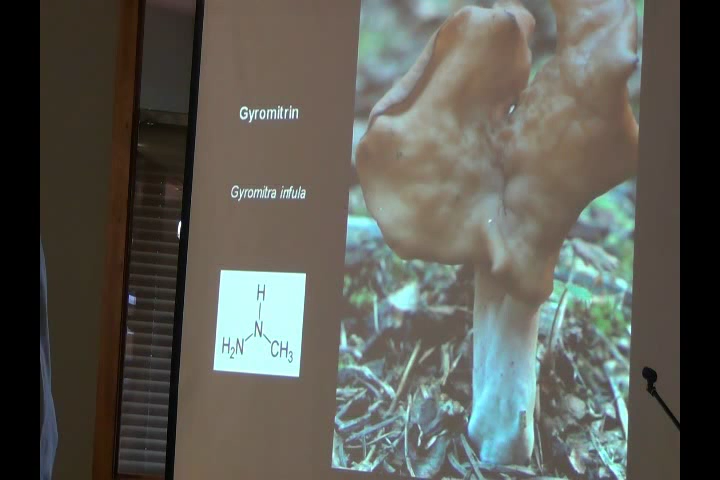 Gyromitrin
Gyromitra infula
H
N
H₂N CH₃